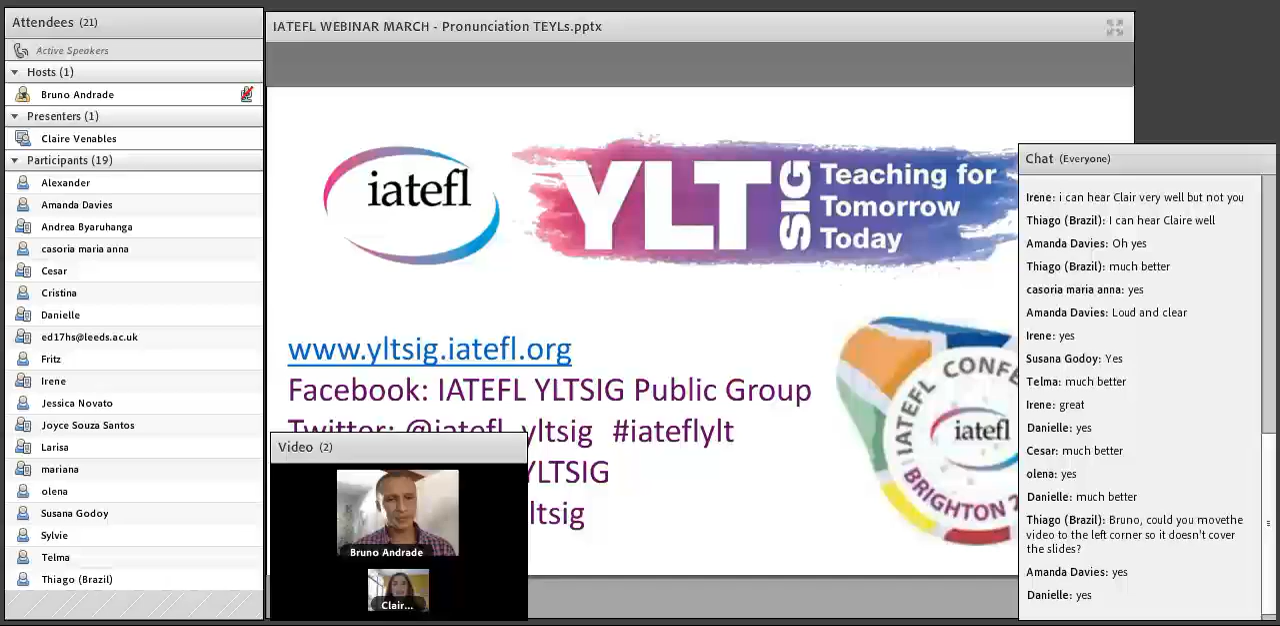 Attendees (21)
Active Speakers
Hosts (1)
Bruno Andrade
Presenters (1)
Claire Venables
Participants (19)
Alexander
Amanda Davies
Andrea Byaruhanga
casoria maria anna
Cesar
Cristina
Danielle
ed17hs@leeds.ac.uk
Fritz
Irene
Jessica Novato
Joyce Souza Santos
Larisa
mariana
olena
Susana Godoy
Sylvie
Telma
Thiago (Brazil)
IATEFL WEBINAR MARCH - Pronunciation TEYLs.pptx
iatefl
YLT SIG
Teaching for
Tomorrow
Today
www.yltsig.iatefl.org
Facebook: IATEFL YLTSIG Public Group
Twitter: @iatefl_yltsig #iateflylt
YLTSIG
ltsig
IATEFL CONFE
iatefl
BRIGHTON 2
Video (2)
Bruno Andrade
Clair...
Chat (Everyone)
Irene: i can hear Clair very well but not you
Thiago (Brazil): I can hear Claire well
Amanda Davies: Oh yes
Thiago (Brazil): much better
casoria maria anna: yes
Amanda Davies: Loud and clear
Irene: yes
Susana Godoy: Yes
Telma: much better
Irene: great
Danielle: yes
Cesar: much better
olena: yes
Danielle: much better
Thiago (Brazil): Bruno, could you movethe
video to the left corner so it doesn't cover
the slides?
Amanda Davies: yes
Danielle: yes